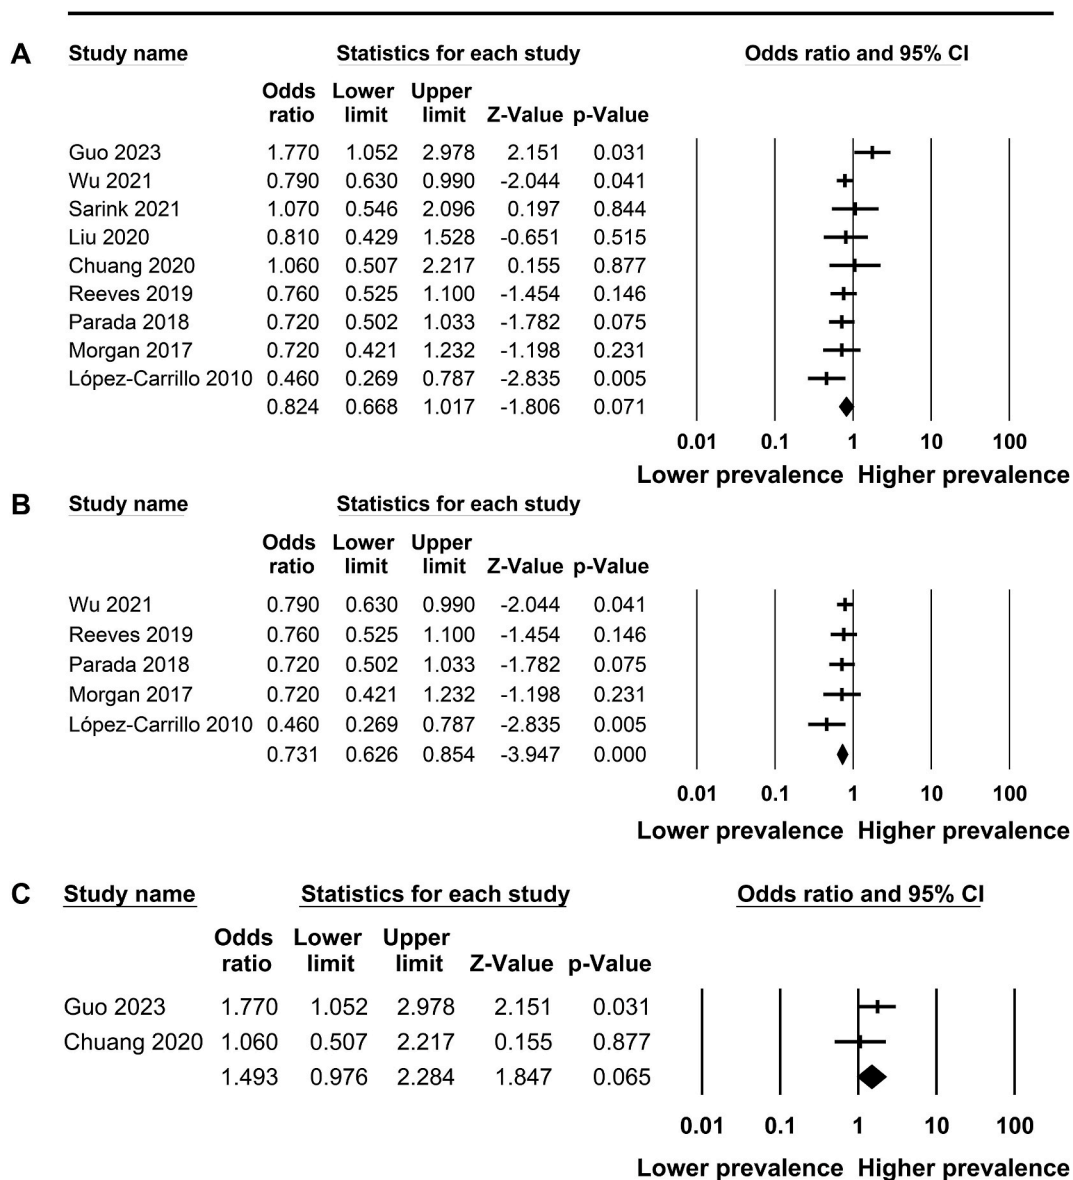 A Study name Statistics for each study Odds ratio and 95% CI
Odds Lower Upper
ratio limit limit Z-Value p-Value
Guo 2023 1.770 1.052 2.978 2.151 0.031
Wu 2021 0.790 0.630 0.990 -2.044 0.041
Sarink 2021 1.070 0.546 2.096 0.197 0.844
Liu 2020 0.810 0.429 1.528 -0.651 0.515
Chuang 2020 1.060 0.507 2.217 0.155 0.877
Reeves 2019 0.760 0.525 1.100 -1.454 0.146
Parada 2018 0.720 0.502 1.033 -1.782 0.075
Morgan 2017 0.720 0.421 1.232 -1.198 0.231
López-Carrillo 2010 0.460 0.269 0.787 -2.835 0.005
0.824 0.668 1.017 -1.806 0.071
0.01 0.1 1 10 100
Lower prevalence Higher prevalence
B Study name Statistics for each study
Odds Lower Upper
ratio limit limit Z-Value p-Value
Wu 2021 0.790 0.630 0.990 -2.044 0.041
Reeves 2019 0.760 0.525 1.100 -1.454 0.146
Parada 2018 0.720 0.502 1.033 -1.782 0.075
Morgan 2017 0.720 0.421 1.232 -1.198 0.231
López-Carrillo 2010 0.460 0.269 0.787 -2.835 0.005
0.731 0.626 0.854 -3.947 0.000
0.01 0.1 1 10 100
Lower prevalence Higher prevalence
C Study name Statistics for each study Odds ratio and 95% CI
Odds Lower Upper
ratio limit limit Z-Value p-Value
Guo 2023 1.770 1.052 2.978 2.151 0.031
Chuang 2020 1.060 0.507 2.217 0.155 0.877
1.493 0.976 2.284 1.847 0.065
0.01 0.1 1 10 100
Lower prevalence Higher prevalence